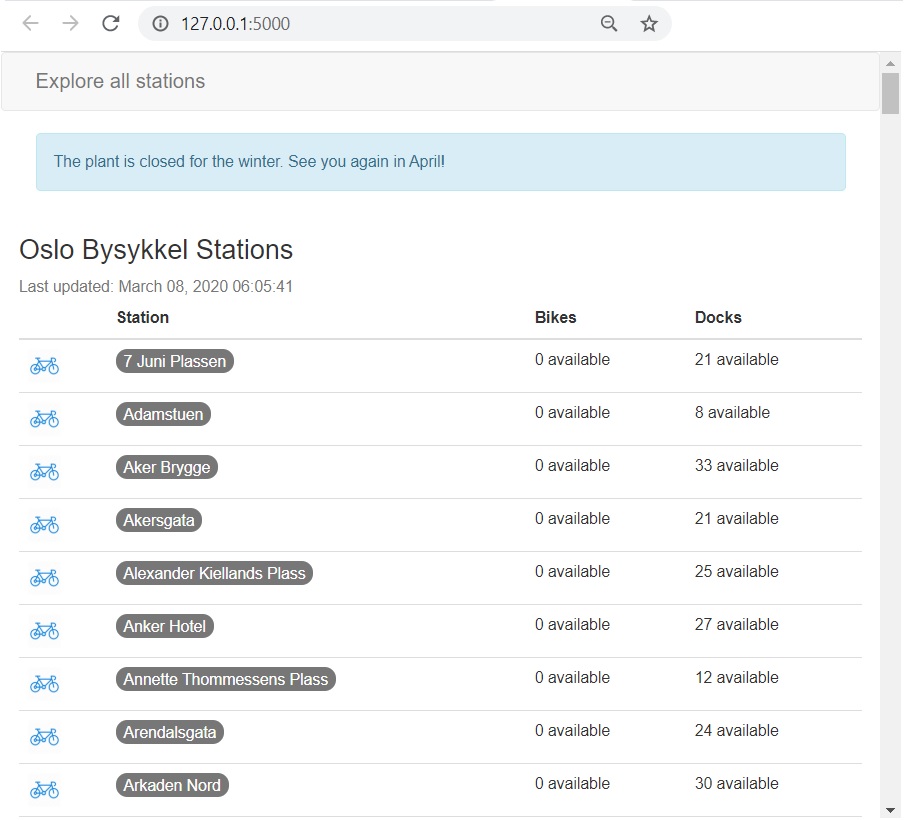 127.0.0.1:5000
Explore all stations
The plant is closed for the winter. See you again in April!
Oslo Bysykkel Stations
Last updated: March 08, 2020 06:05:41
Station Bikes Docks
7 Juni Plassen 0 available 21 available
Adamstuen 0 available 8 available
Aker Brygge 0 available 33 available
Akersgata 0 available 21 available
Alexander Kiellands Plass 0 available 25 available
Anker Hotel 0 available 27 available
Annette Thommessens Plass 0 available 12 available
Arendalsgata 0 available 24 available
Arkaden Nord 0 available 30 available